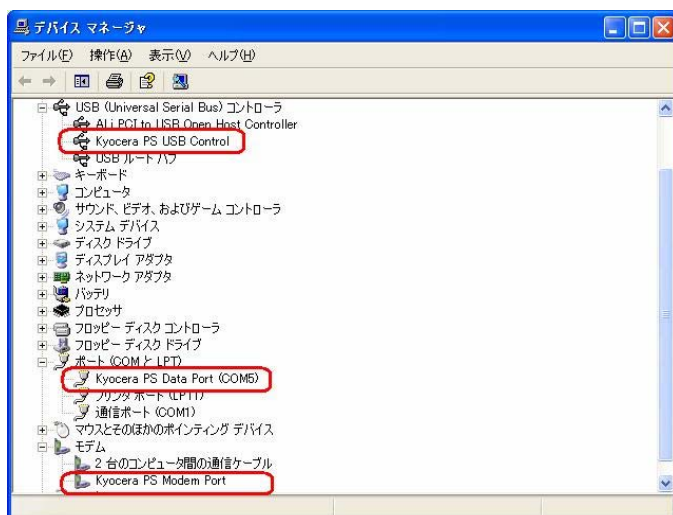 デバイス マネージャ
ファイル(F) 操作(A) 表示(V) ヘルプ(H)
USB (Universal Serial Bus) コントローラ
ALi PCI to USB Open Host Controller
Kyocera PS USB Control
USB ルート ハブ
キーボード
コンピュータ
サウンド、ビデオ、およびゲーム コントローラ
システム デバイス
ディスク ドライブ
ディスプレイ アダプタ
ネットワーク アダプタ
バッテリ
プロセッサ
フロッピー ディスク コントローラ
フロッピー ディスク ドライブ
ポート (COM と LPT)
Kyocera PS Data Port (COM5)
プリンタ ポート (LPT1)
通信ポート (COM1)
マウスとそのほかのポインティング デバイス
モデム
2 台のコンピュータ間の通信ケーブル
Kyocera PS Modem Port